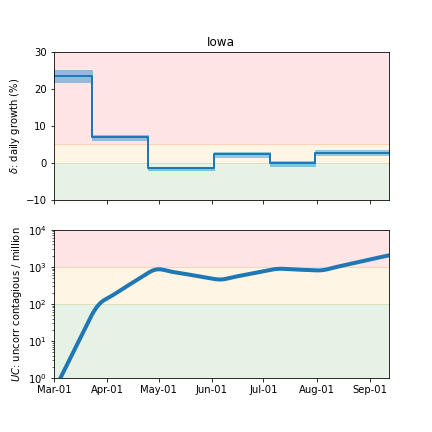 Iowa
δ: daily growth (%)
30
20
10
0
−10
UC: uncorr contagious / million
10⁴
10³
10²
10¹
10⁰
Mar-01 Apr-01 May-01 Jun-01 Jul-01 Aug-01 Sep-01